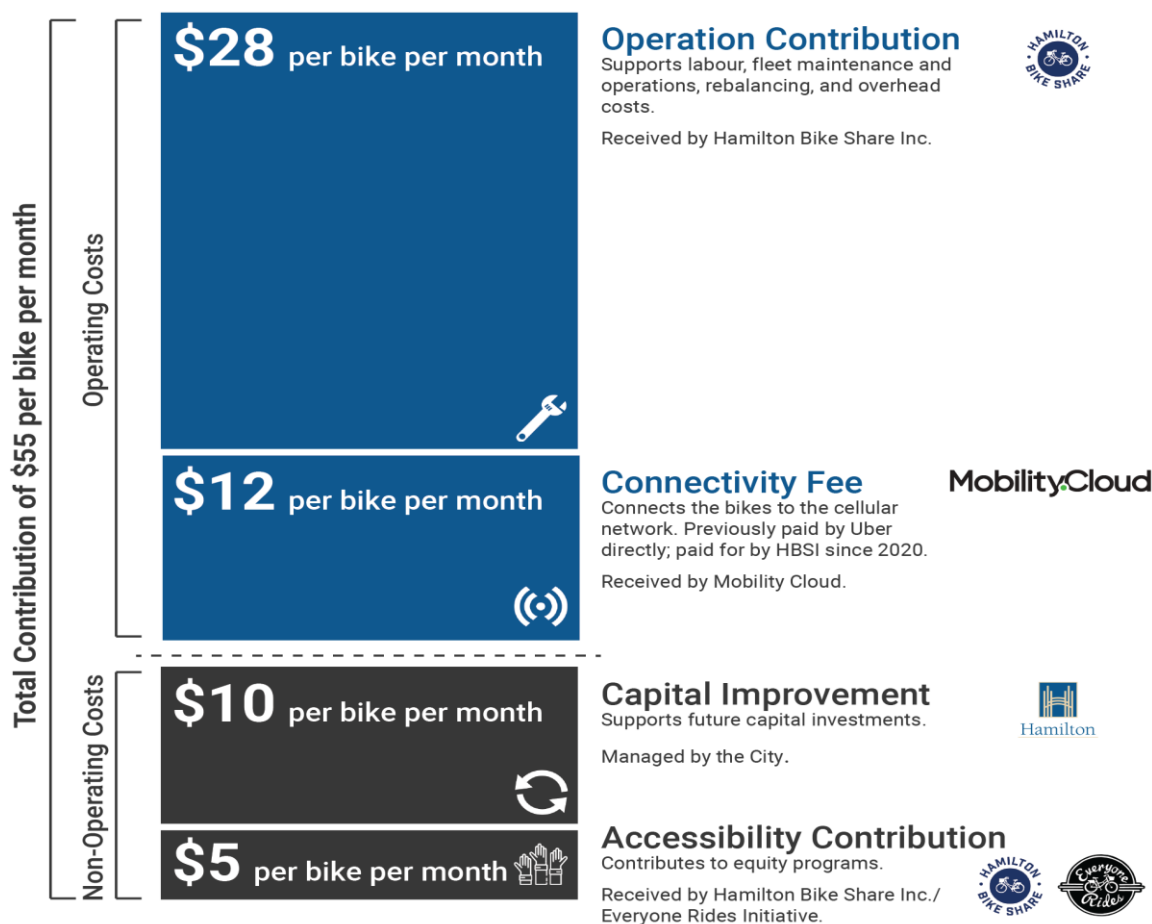 Total Contribution of $55 per bike per month
Operating Costs
$28 per bike per month
Operation Contribution
Supports labour, fleet maintenance and
operations, rebalancing, and overhead
costs.
Received by Hamilton Bike Share Inc.
HAMILTON
BIKE SHARE
$12 per bike per month
Connectivity Fee
Connects the bikes to the cellular
network. Previously paid by Uber
directly; paid for by HBSI since 2020.
Received by Mobility Cloud.
Mobility Cloud
Non-Operating Costs
$10 per bike per month
Capital Improvement
Supports future capital investments.
Managed by the City.
Hamilton
$5 per bike per month
Accessibility Contribution
Contributes to equity programs.
Received by Hamilton Bike Share Inc./
Everyone Rides Initiative.
HAMILTON
BIKE SHARE
Everyone
Rides